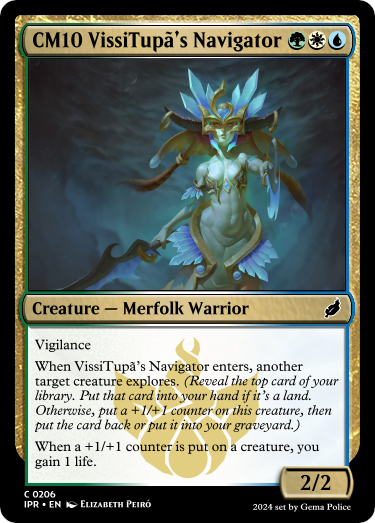 CM10 VissiTupã's Navigator
Creature — Merfolk Warrior
Vigilance
When VissiTupã's Navigator enters, another
target creature explores. (Reveal the top card of your
library. Put that card into your hand if it's a land.
Otherwise, put a +1/+1 counter on this creature, then
put the card back or put it into your graveyard.)
When a +1/+1 counter is put on a creature, you
gain 1 life.
2/2
C 0206
IPR • EN Elizabeth Peiró
2024 set by Gema Police